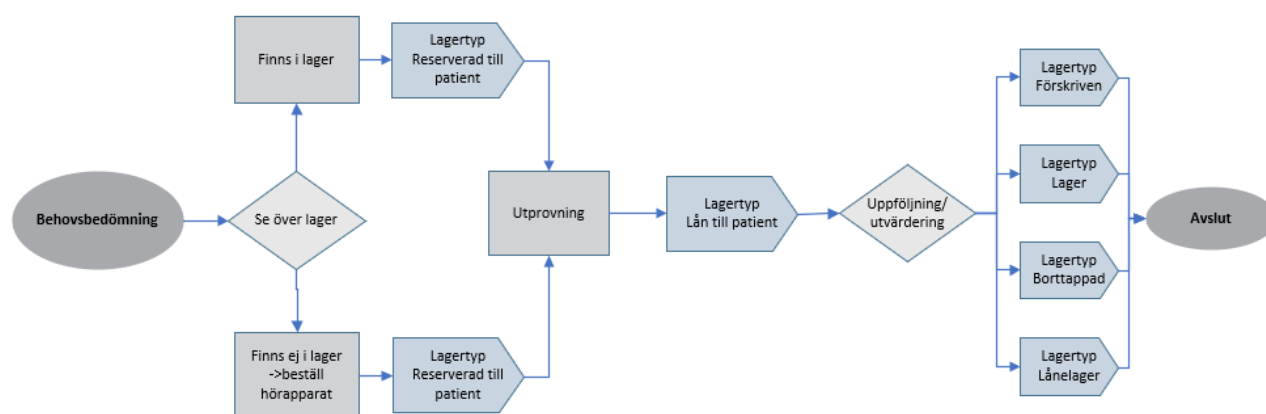 Behovsbedömning
Se över lager
Finns i lager
Lagertyp
Reserverad till
patient
Finns ej i lager
->beställ
hörapparat
Lagertyp
Reserverad till
patient
Utprovning
Lagertyp
Lån till patient
Uppföljning/
utvärdering
Lagertyp
Förskriven
Lagertyp
Lager
Lagertyp
Borttappad
Lagertyp
Lånelager
Avslut